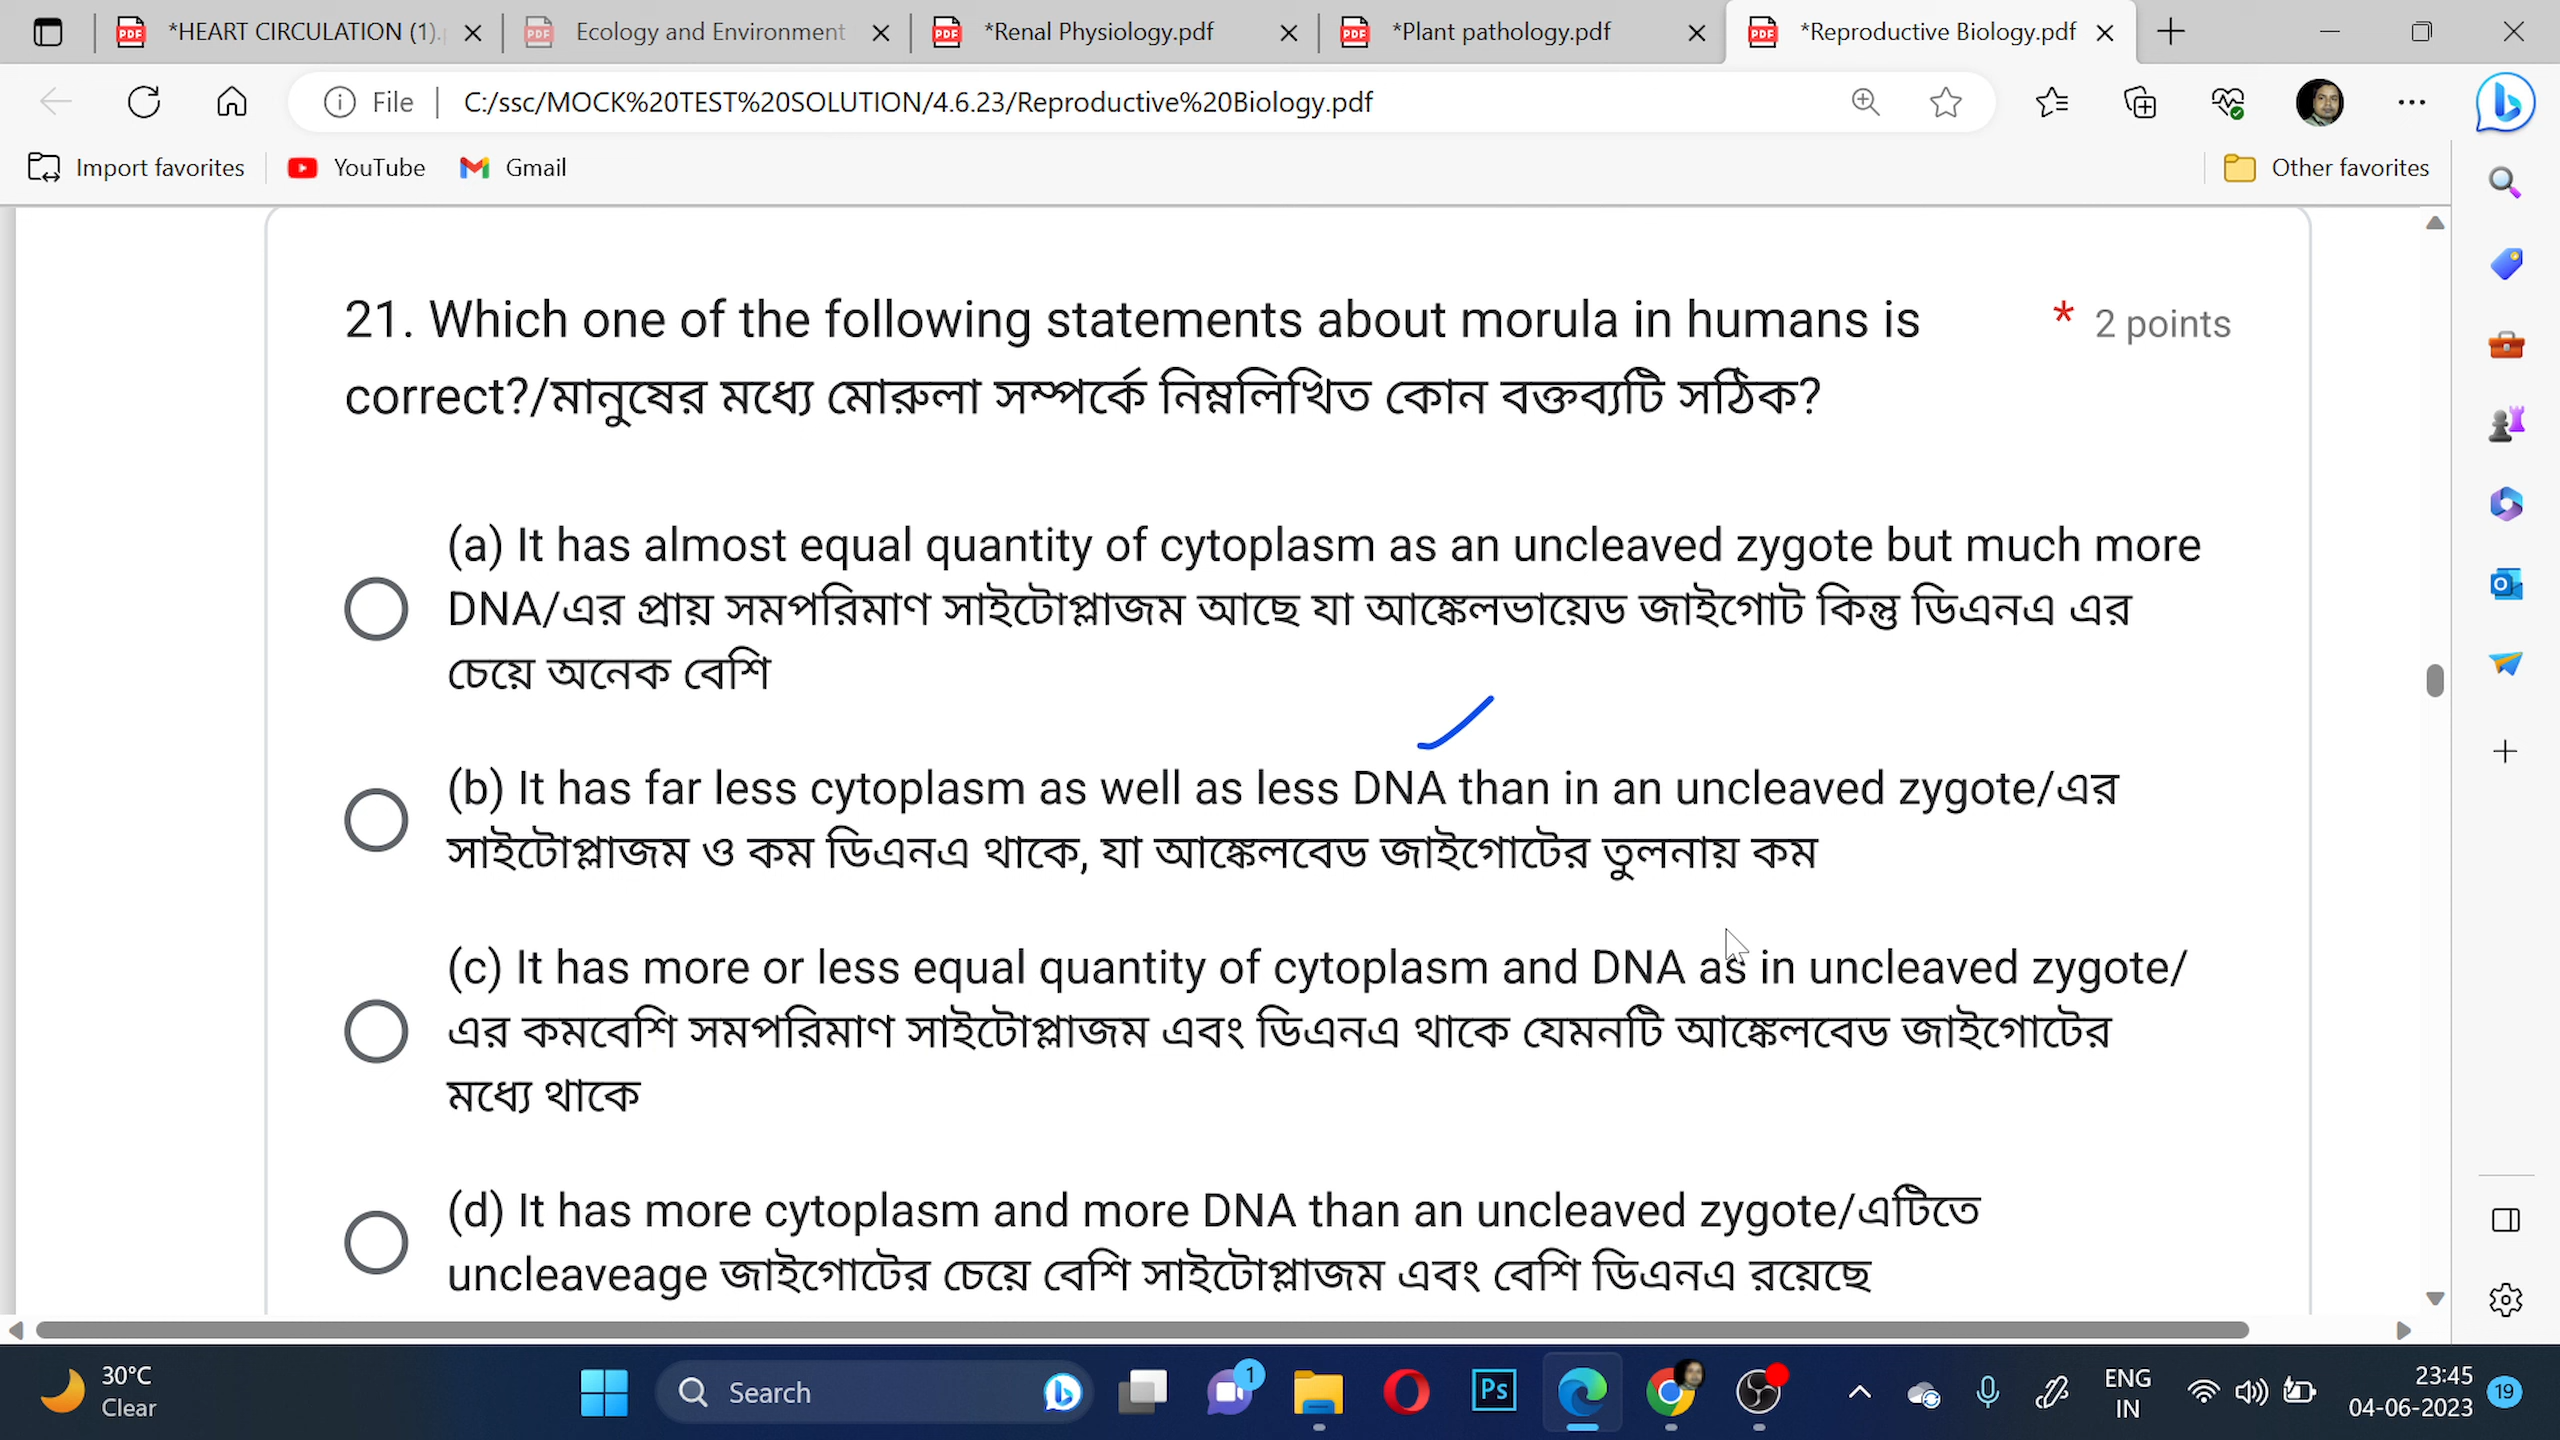 *HEART CIRCULATION (1).
Ecology and Environment
*Renal Physiology.pdf
*Plant pathology.pdf
*Reproductive Biology.pdf
File
C:/ssc/MOCK%20TEST%20SOLUTION/4.6.23/Reproductive%20Biology.pdf
Import favorites
YouTube
Gmail
Other favorites
21. Which one of the following statements about morula in humans is * 2 points
correct?/মানুষের মধ্যে মোরুলা সম্পর্কে নিম্নলিখিত কোন বক্তব্যটি সঠিক?
(a) It has almost equal quantity of cytoplasm as an uncleaved zygote but much more
DNA/এর প্রায় সমপরিমাণ সাইটোপ্লাজম আছে যা আঙ্কেলভায়েড জাইগোট কিন্তু ডিএনএ এর
চেয়ে অনেক বেশি
(b) It has far less cytoplasm as well as less DNA than in an uncleaved zygote/এর
সাইটোপ্লাজম ও কম ডিএনএ থাকে, যা আঙ্কেলবেড জাইগোটের তুলনায় কম
(c) It has more or less equal quantity of cytoplasm and DNA as in uncleaved zygote/
এর কমবেশি সমপরিমাণ সাইটোপ্লাজম এবং ডিএনএ থাকে যেমনটি আঙ্কেলবেড জাইগোটের
মধ্যে থাকে
(d) It has more cytoplasm and more DNA than an uncleaved zygote/এটিতে
uncleaveage জাইগোটের চেয়ে বেশি সাইটোপ্লাজম এবং বেশি ডিএনএ রয়েছে
30°C
Clear
Search
1
Ps
ENG
IN
23:45
04-06-2023
19